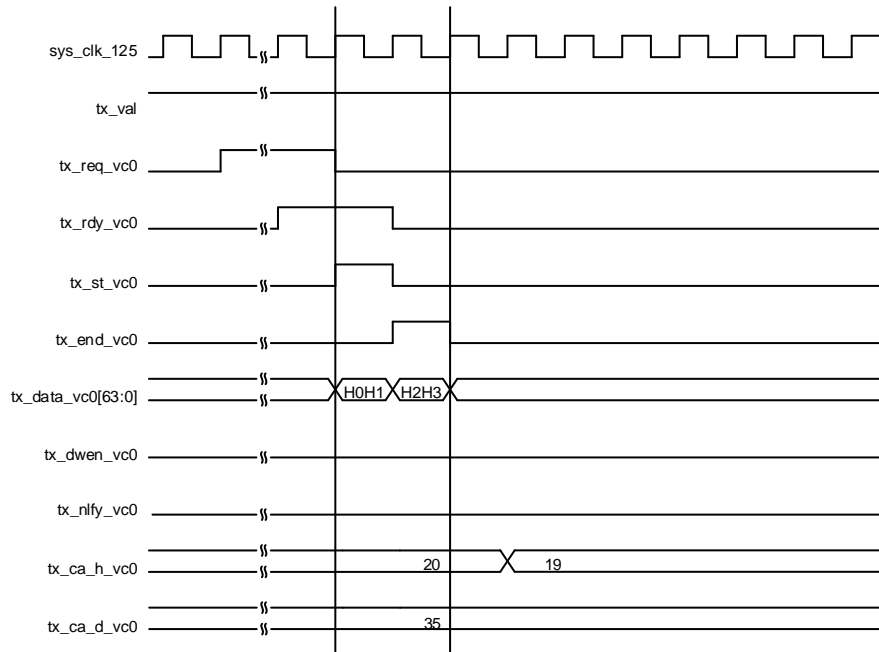 sys_clk_125
tx_val
tx_req_vc0
tx_rdy_vc0
tx_st_vc0
tx_end_vc0
tx_data_vc0[63:0] H0H1 H2H3
tx_dwen_vc0
tx_nlfy_vc0
tx_ca_h_vc0 20 19
tx_ca_d_vc0 35